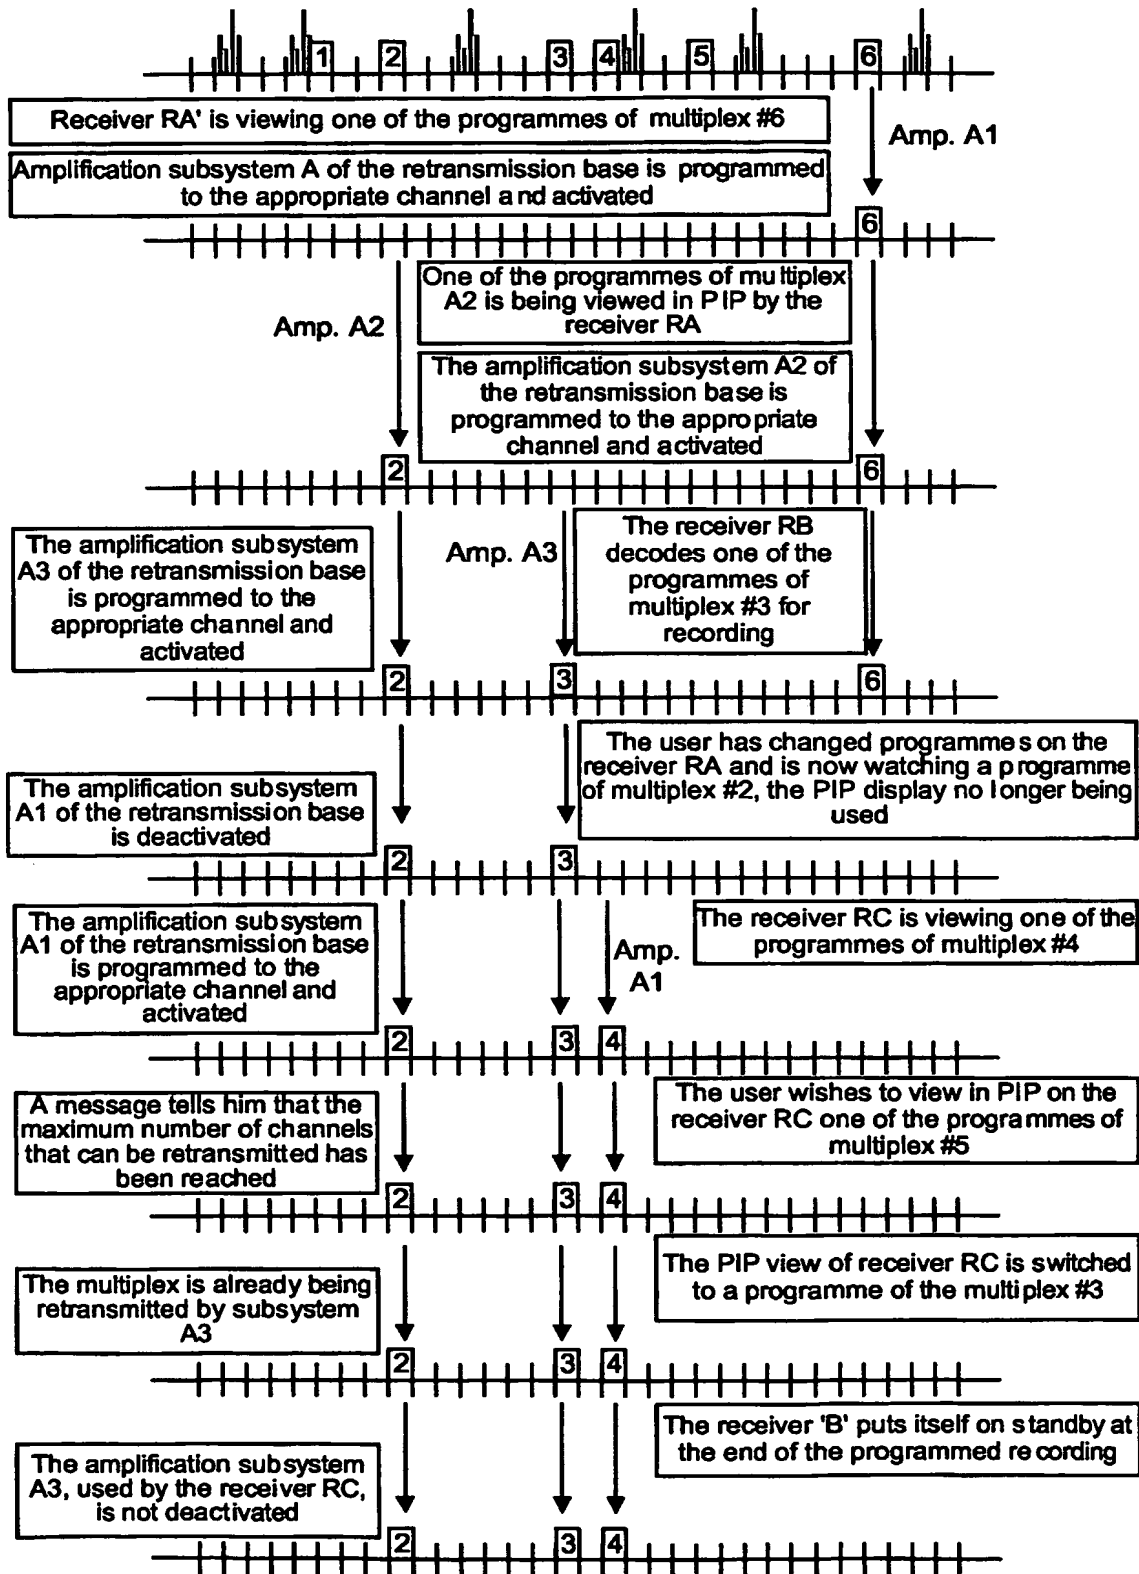 1 2 3 4 5 6
Receiver RA' is viewing one of the programmes of multiplex #6
Amp. A1
Amplification subsystem A of the retransmission base is programmed
to the appropriate channel and activated
6
One of the programmes of multiplex
A2 is being viewed in PIP by the
receiver RA
Amp. A2
The amplification subsystem A2 of
the retransmission base is
programmed to the appropriate
channel and activated
2 6
The amplification subsystem
A3 of the retransmission base
is programmed to the
appropriate channel and
activated
Amp. A3
The receiver RB
decodes one of the
programmes of
multiplex #3 for
recording
2 3 6
The user has changed programmes on the
receiver RA and is now watching a programme
of multiplex #2, the PIP display no longer being
used
The amplification subsystem
A1 of the retransmission base
is deactivated
2 3
The amplification subsystem
A1 of the retransmission base
is programmed to the
appropriate channel and
activated
Amp.
A1
The receiver RC is viewing one of the
programmes of multiplex #4
2 3 4
The user wishes to view in PIP on the
receiver RC one of the programmes of
multiplex #5
A message tells him that the
maximum number of channels
that can be retransmitted has
been reached
2 3 4
The PIP view of receiver RC is switched
to a programme of the multiplex #3
The multiplex is already being
retransmitted by subsystem
A3
2 3 4
The receiver 'B' puts itself on standby at
the end of the programmed recording
The amplification subsystem
A3, used by the receiver RC,
is not deactivated
2 3 4